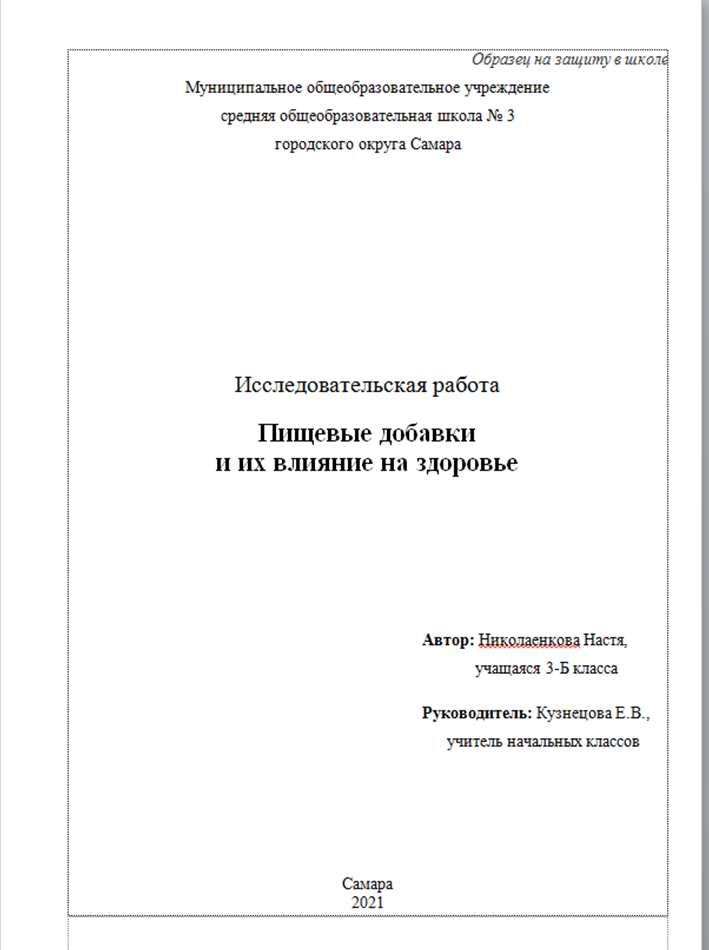 Образец на защиту в школе
Муниципальное общеобразовательное учреждение
средняя общеобразовательная школа № 3
городского округа Самара
Исследовательская работа
Пищевые добавки
и их влияние на здоровье
Автор: Николаенкова Настя,
учащаяся 3-Б класса
Руководитель: Кузнецова Е.В.,
учитель начальных классов
Самара
2021